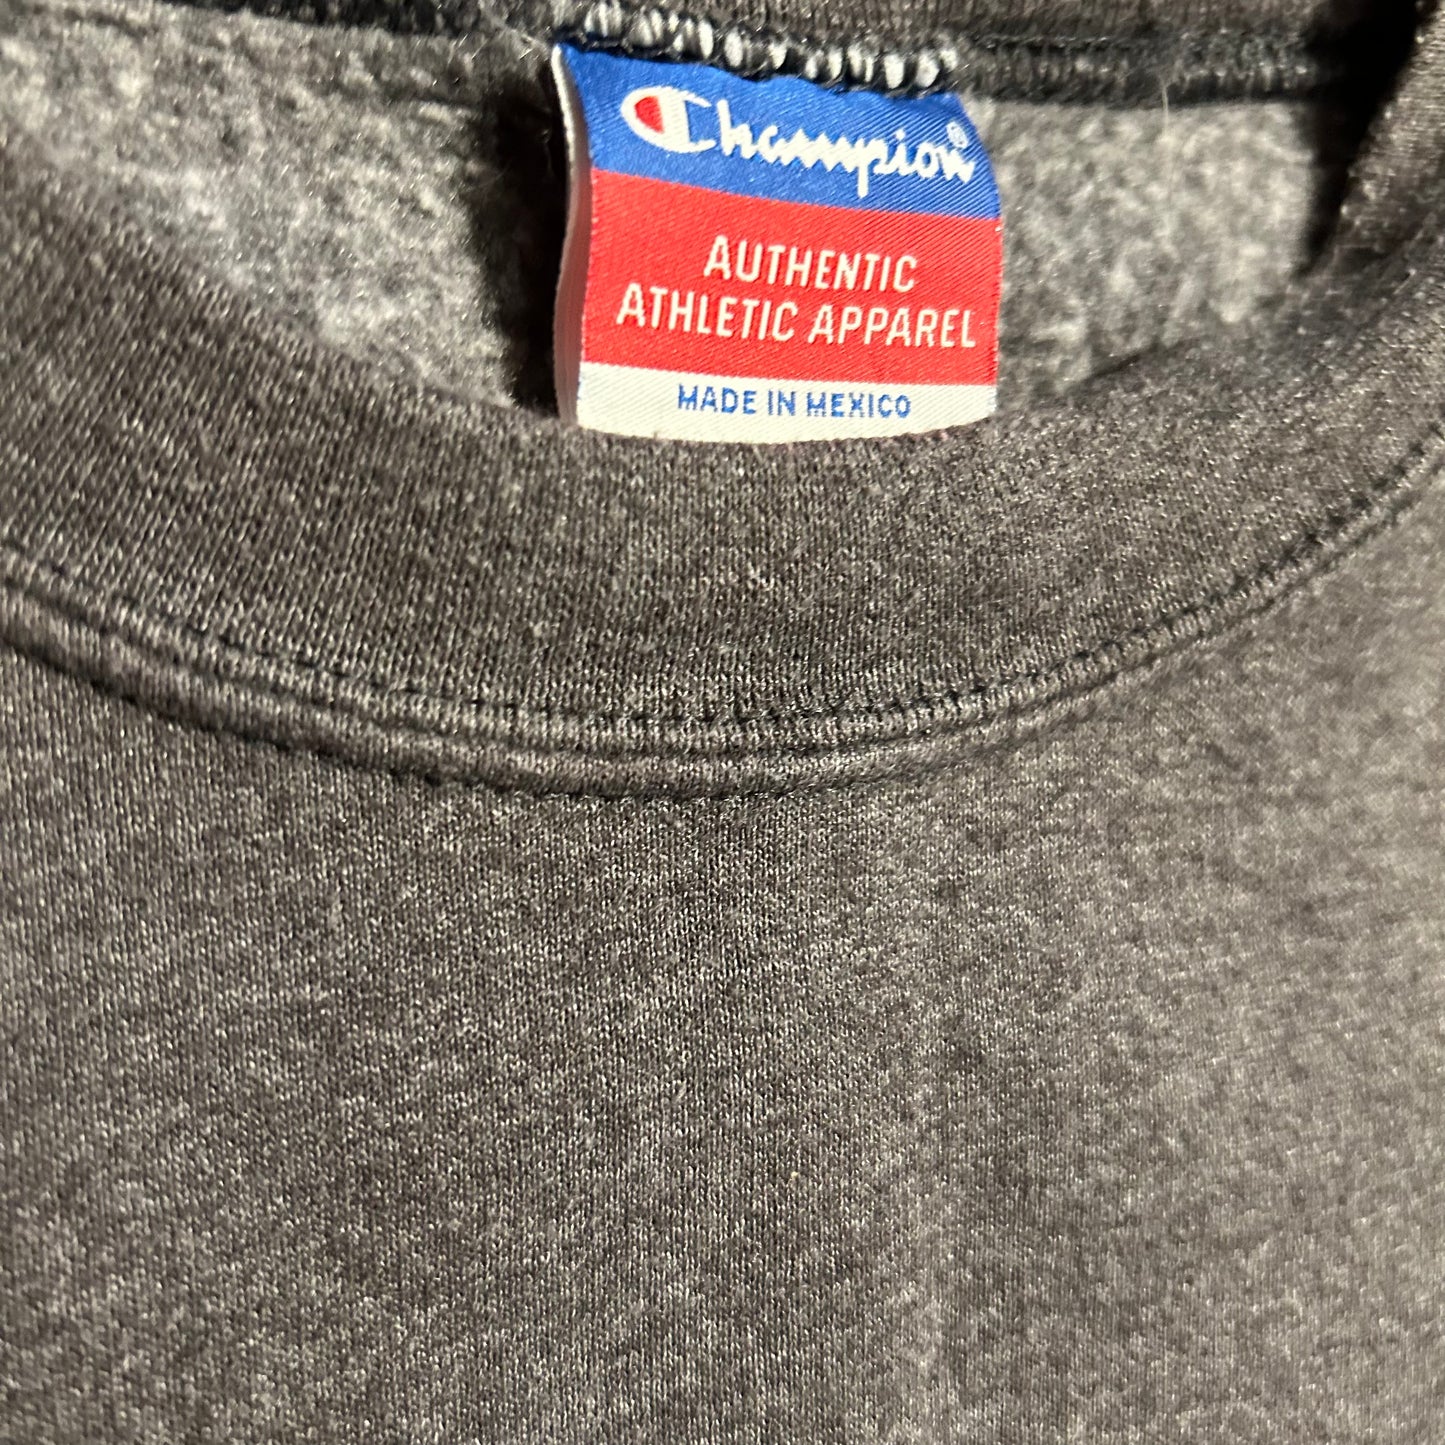 Champion®
AUTHENTIC
ATHLETIC APPAREL
MADE IN MEXICO